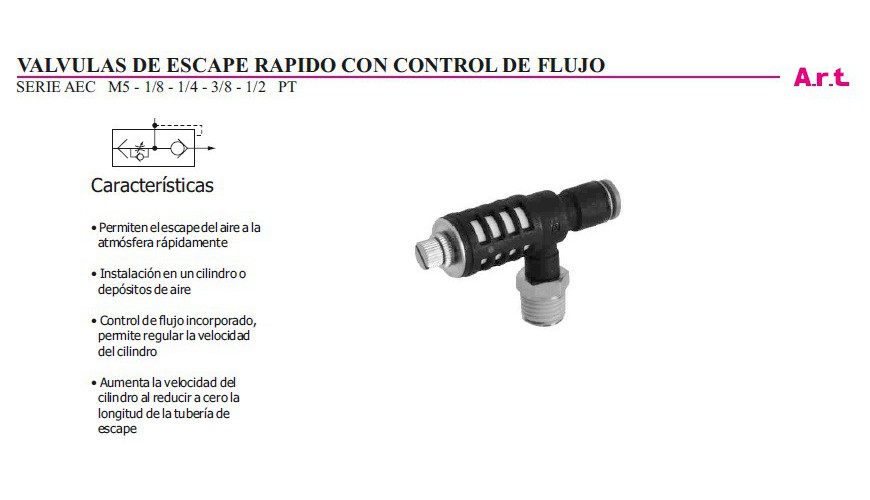 VALVULAS DE ESCAPE RAPIDO CON CONTROL DE FLUJO
SERIE AEC M5 - 1/8 - 1/4 - 3/8 - 1/2 PT
A.r.t.
Características
• Permiten el escape del aire a la
atmósfera rápidamente
• Instalación en un cilindro o
depósitos de aire
• Control de flujo incorporado,
permite regular la velocidad
del cilindro
• Aumenta la velocidad del
cilindro al reducir a cero la
longitud de la tubería de
escape